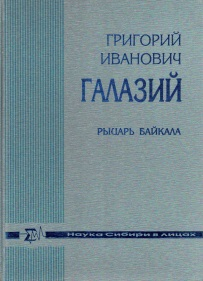 ГРИГОРИЙ
ИВАНОВИЧ
ГАЛАЗИЙ
РЫЦАРЬ БАЙКАЛА
Наука Сибири в лицах